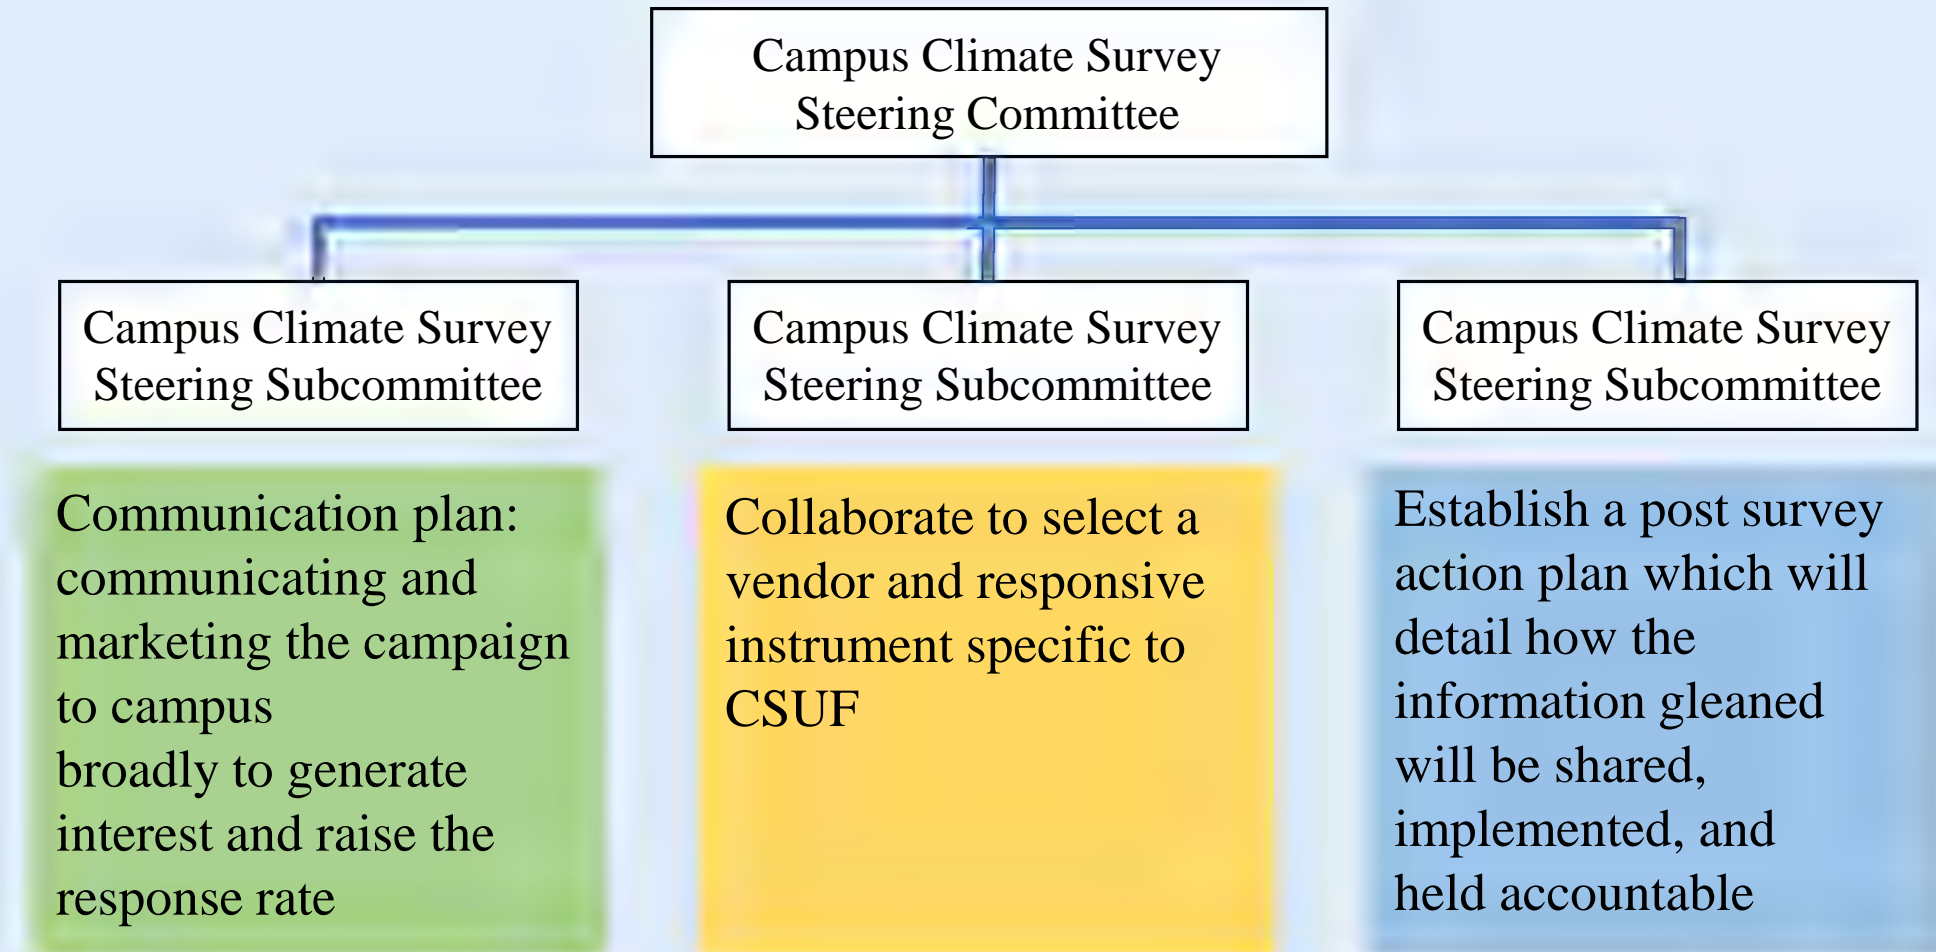 Campus Climate Survey
Steering Committee
Campus Climate Survey
Steering Subcommittee
Campus Climate Survey
Steering Subcommittee
Campus Climate Survey
Steering Subcommittee
Communication plan:
communicating and
marketing the campaign
to campus
broadly to generate
interest and raise the
response rate
Collaborate to select a
vendor and responsive
instrument specific to
CSUF
Establish a post survey
action plan which will
detail how the
information gleaned
will be shared,
implemented, and
held accountable